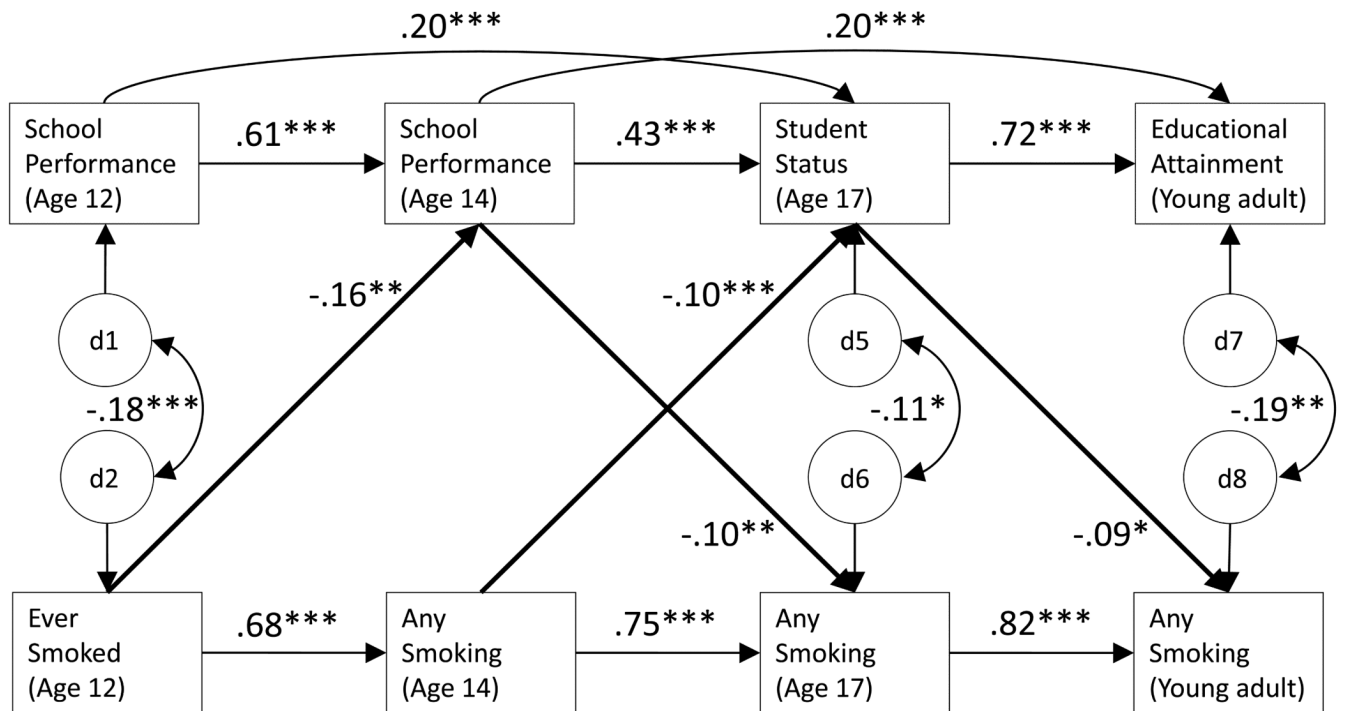 .20***
.20***
School
Performance
(Age 12)
.61***
School
Performance
(Age 14)
.43***
Student
Status
(Age 17)
.72***
Educational
Attainment
(Young adult)
-.16**
-.10***
d1
d5
d7
-.18***
-.11*
-.19**
d2
d6
d8
-.10**
-.09*
Ever
Smoked
(Age 12)
.68***
Any
Smoking
(Age 14)
.75***
Any
Smoking
(Age 17)
.82***
Any
Smoking
(Young adult)